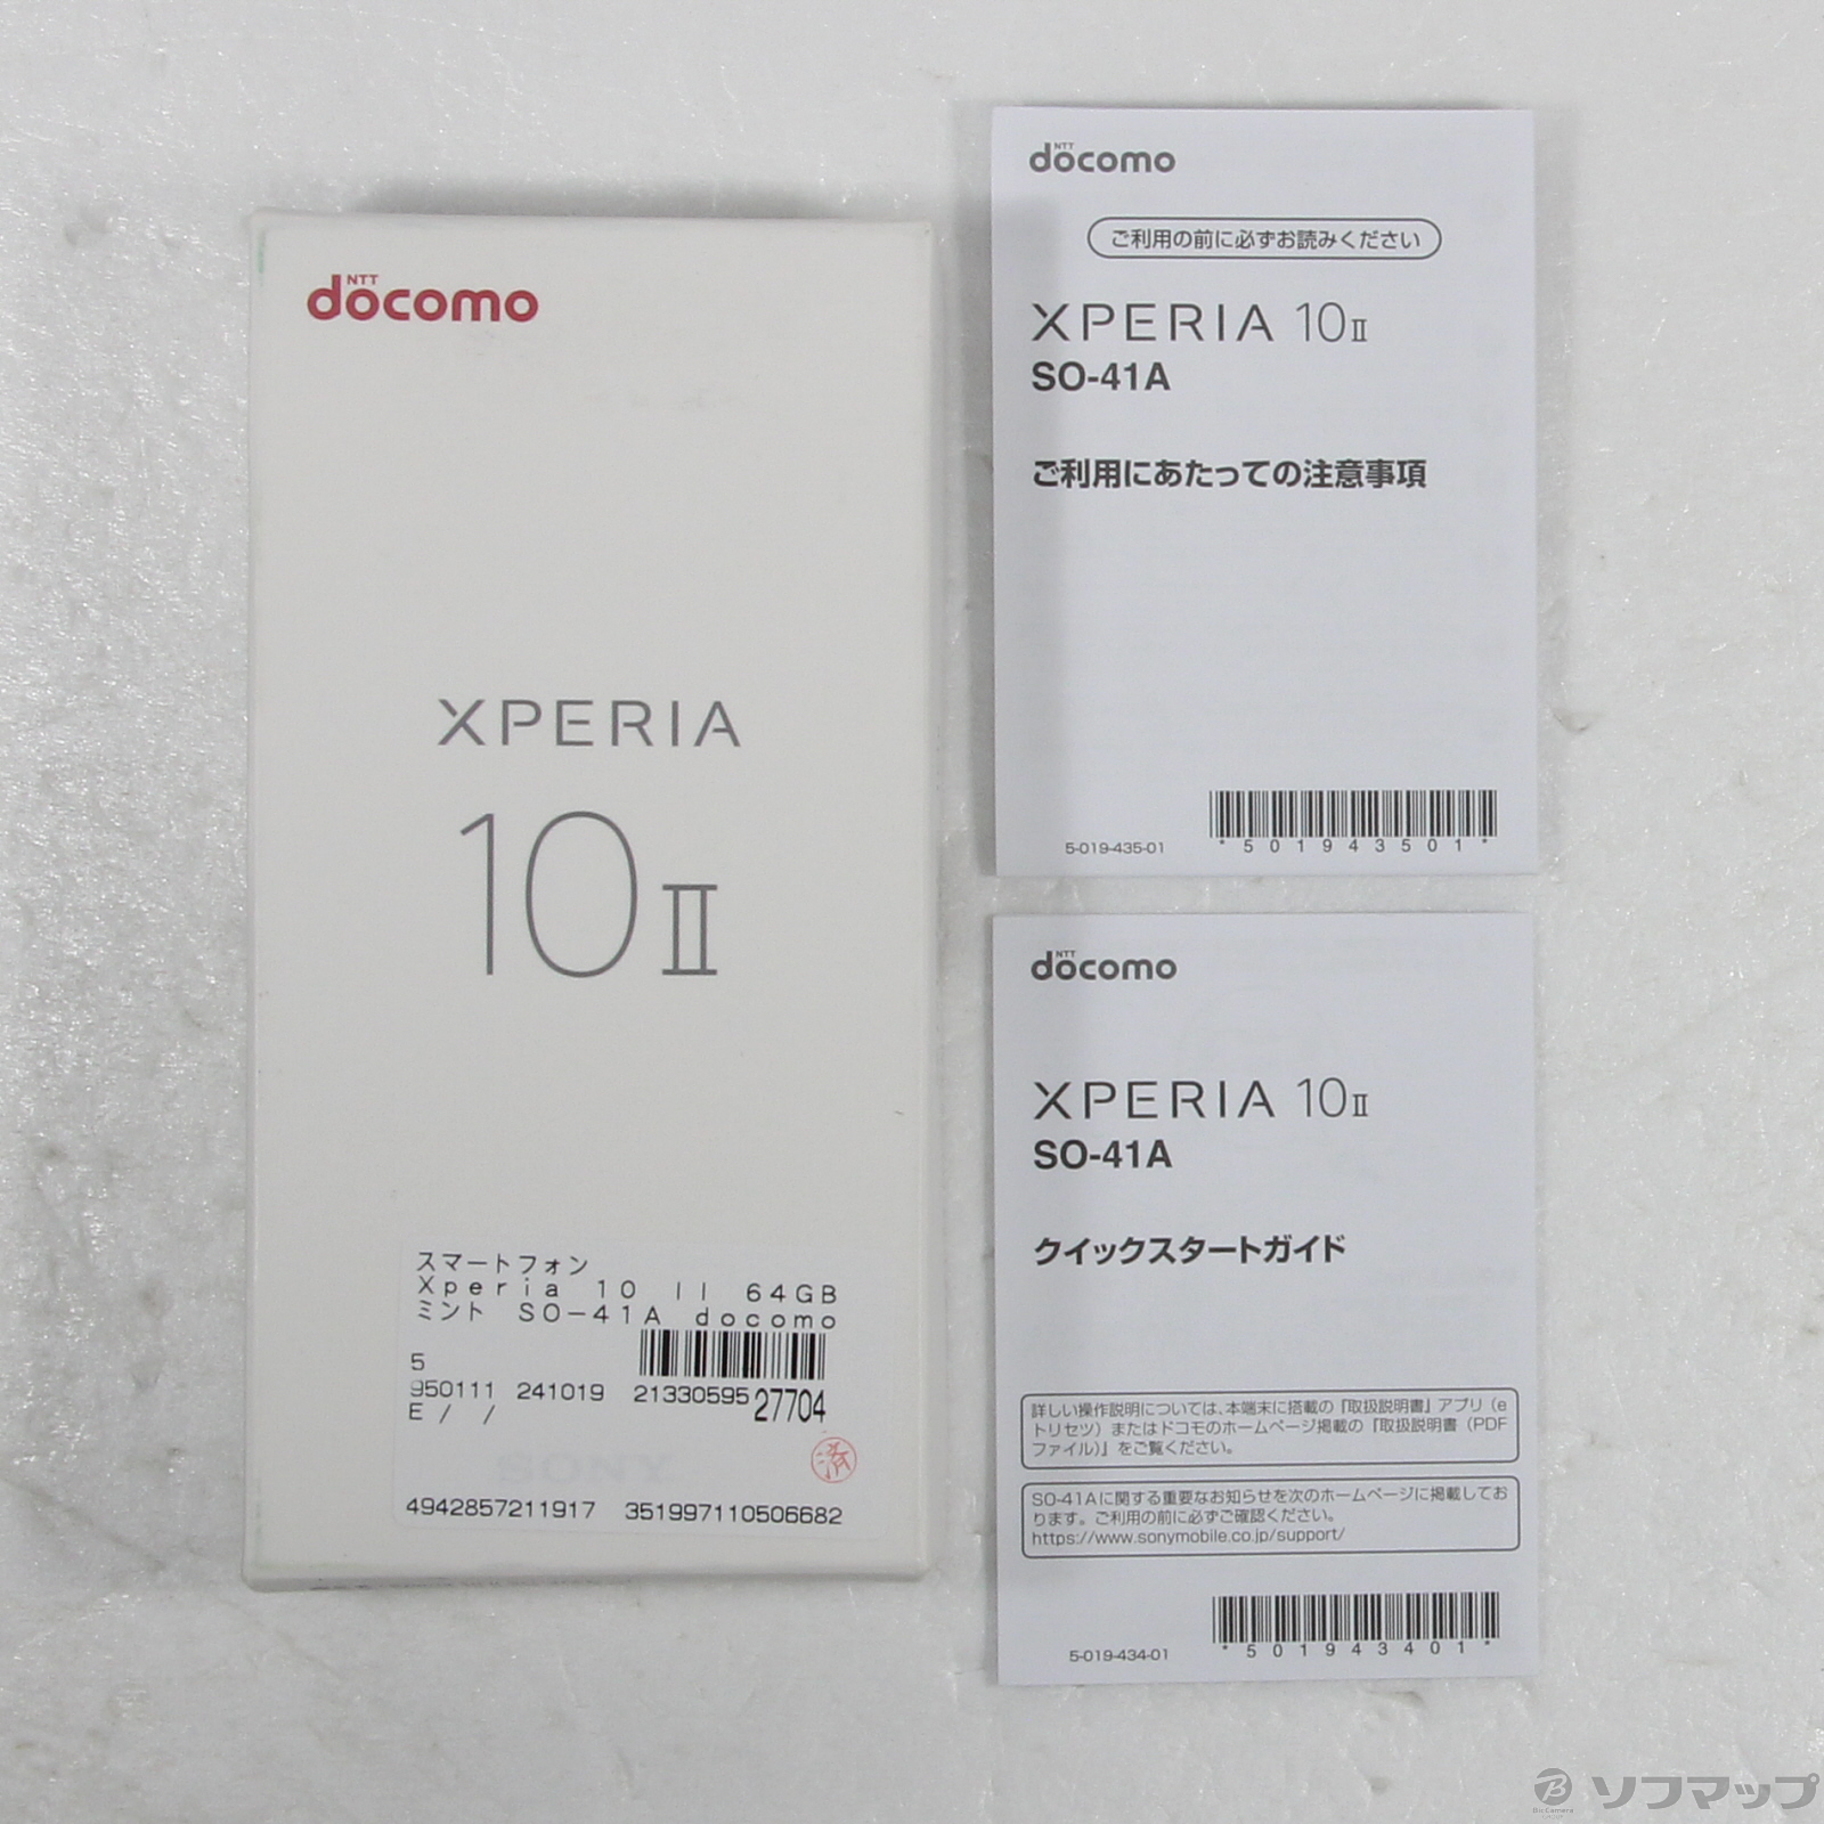 NTT
docomo
XPERIA
10 II
スマートフォン
Xperia 10 II 64GB
ミント SO-41A docomo
5
950111 241019 2133059527704
E / /
済
SONY
4942857211917 351997110506682
NTT
docomo
ご利用の前に必ずお読みください
XPERIA 10 II
SO-41A
ご利用にあたっての注意事項
5-019-435-01
*501943501*
NTT
docomo
XPERIA 10 II
SO-41A
クイックスタートガイド
詳しい操作説明については、本端末に搭載の『取扱説明書』アプリ(e
トリセツ)またはドコモのホームページ掲載の『取扱説明書(PDF
ファイル)』をご覧ください。
SO-41Aに関する重要なお知らせを次のホームページに掲載してお
ります。ご利用の前に必ずご確認ください。
https://www.sonymobile.co.jp/support/
5-019-434-01
*501943401*
ソフマップ
BicCamera